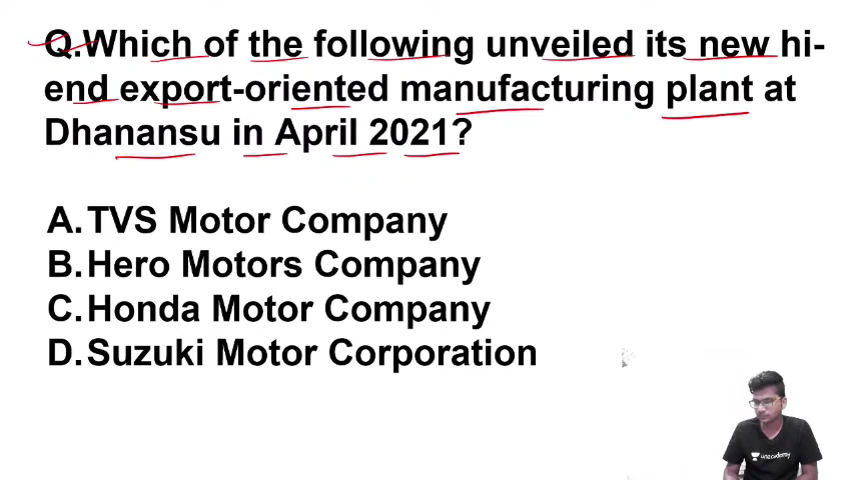 Q.Which of the following unveiled its new hi-
end export-oriented manufacturing plant at
Dhanansu in April 2021?
A.TVS Motor Company
B.Hero Motors Company
C.Honda Motor Company
D.Suzuki Motor Corporation
unacademy